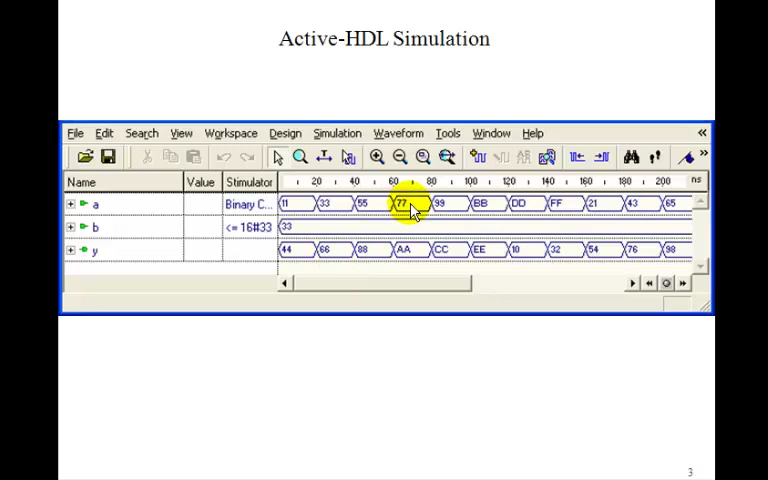 Active-HDL Simulation
File Edit Search View Workspace Design Simulation Waveform Tools Window Help «
Name Value Stimulator 20 40 60 80 100 120 140 160 180 200 ns
a Binary C... 11 33 55 77 99 BB DD FF 21 43 65
b <= 16#33 33
y 44 66 88 AA CC EE 10 32 54 76 98
3